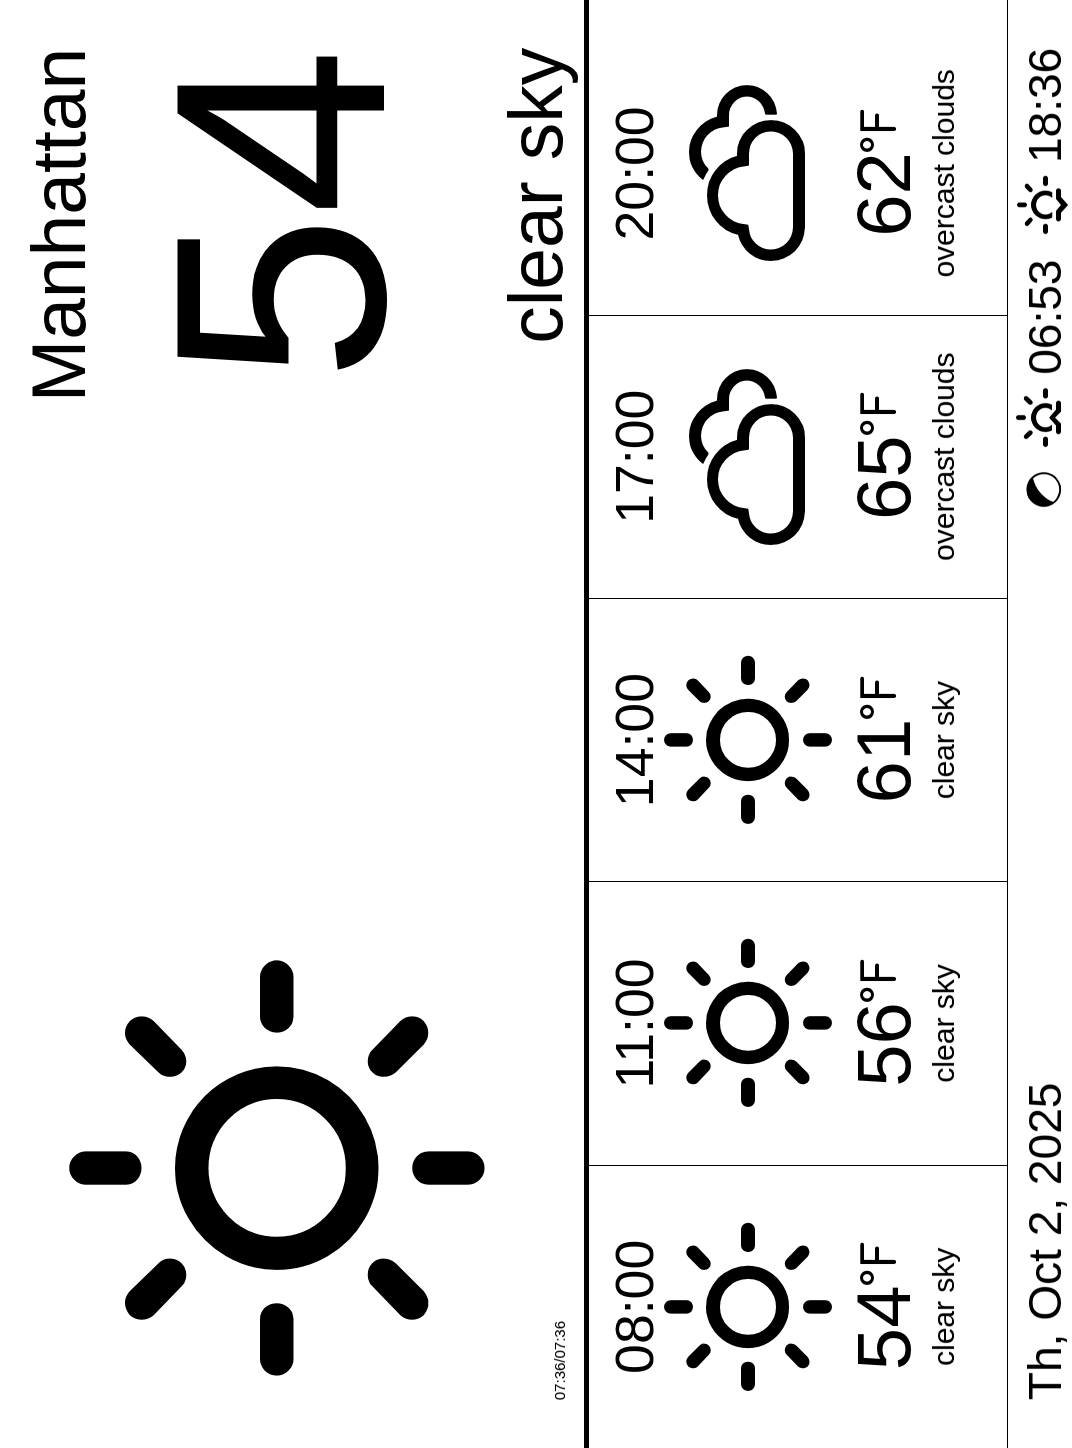 Manhattan
54
clear sky
07:36/07:36
08:00 11:00 14:00 17:00 20:00
54°F 56°F 61°F 65°F 62°F
clear sky clear sky clear sky overcast clouds overcast clouds
Th, Oct 2, 2025 06:53 18:36